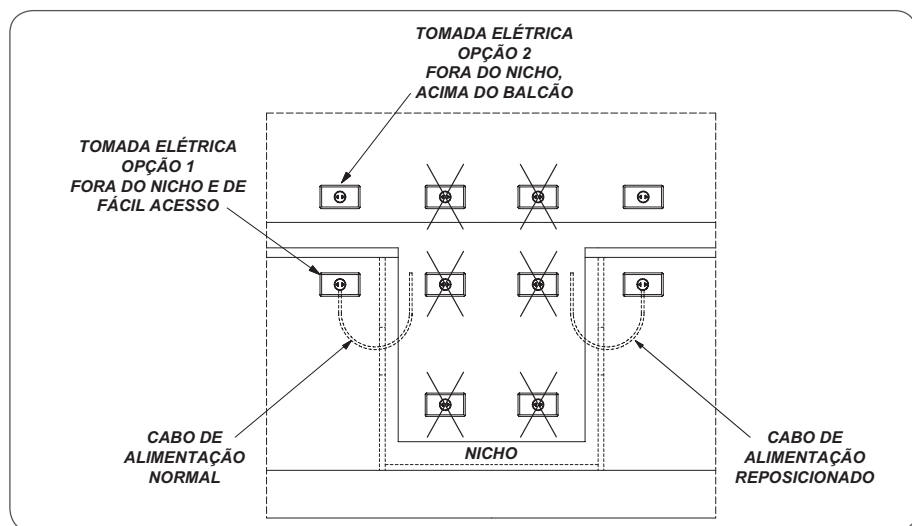 TOMADA ELÉTRICA
OPÇÃO 2
FORA DO NICHO,
ACIMA DO BALCÃO
TOMADA ELÉTRICA
OPÇÃO 1
FORA DO NICHO E DE
FÁCIL ACESSO
CABO DE
ALIMENTAÇÃO
NORMAL
NICHO
CABO DE
ALIMENTAÇÃO
REPOSICIONADO